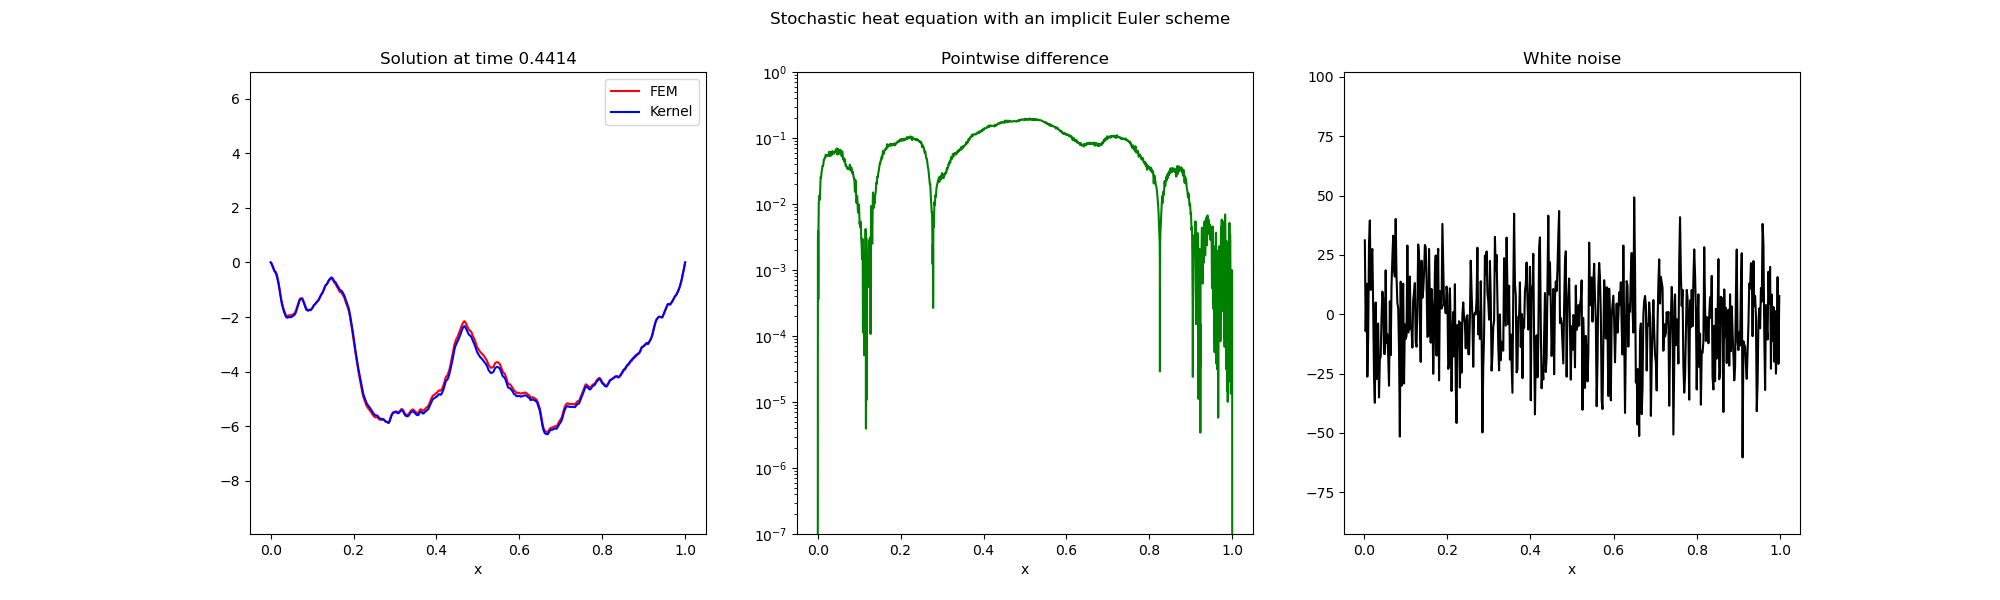 Stochastic heat equation with an implicit Euler scheme
Solution at time 0.4414
FEM
Kernel
6
4
2
0
−2
−4
−6
−8
0.0 0.2 0.4 0.6 0.8 1.0
x
Pointwise difference
10⁰
10⁻¹
10⁻²
10⁻³
10⁻⁴
10⁻⁵
10⁻⁶
10⁻⁷
0.0 0.2 0.4 0.6 0.8 1.0
x
White noise
100
75
50
25
0
−25
−50
−75
0.0 0.2 0.4 0.6 0.8 1.0
x